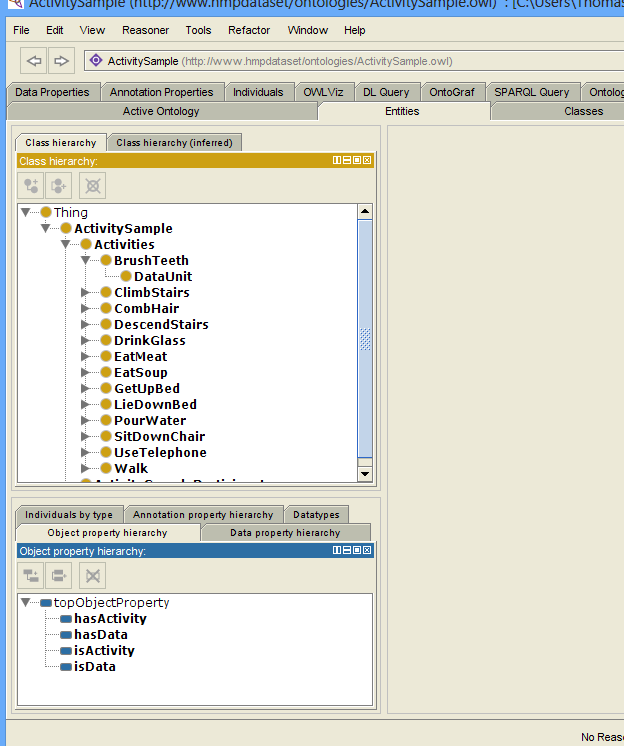 ActivitySample (http://www.hmpdataset/ontologies/ActivitySample.owl) : [C:\Users\Thomas
File Edit View Reasoner Tools Refactor Window Help
ActivitySample (http://www.hmpdataset/ontologies/ActivitySample.owl)
Data Properties Annotation Properties Individuals OWLViz DL Query OntoGraf SPARQL Query Ontolog
Active Ontology Entities Classes
Class hierarchy Class hierarchy (inferred)
Class hierarchy:
Thing
ActivitySample
Activities
BrushTeeth
DataUnit
ClimbStairs
CombHair
DescendStairs
DrinkGlass
EatMeat
EatSoup
GetUpBed
LieDownBed
PourWater
SitDownChair
UseTelephone
Walk
Individuals by type Annotation property hierarchy Datatypes
Object property hierarchy Data property hierarchy
Object property hierarchy:
topObjectProperty
hasActivity
hasData
isActivity
isData
No Reas